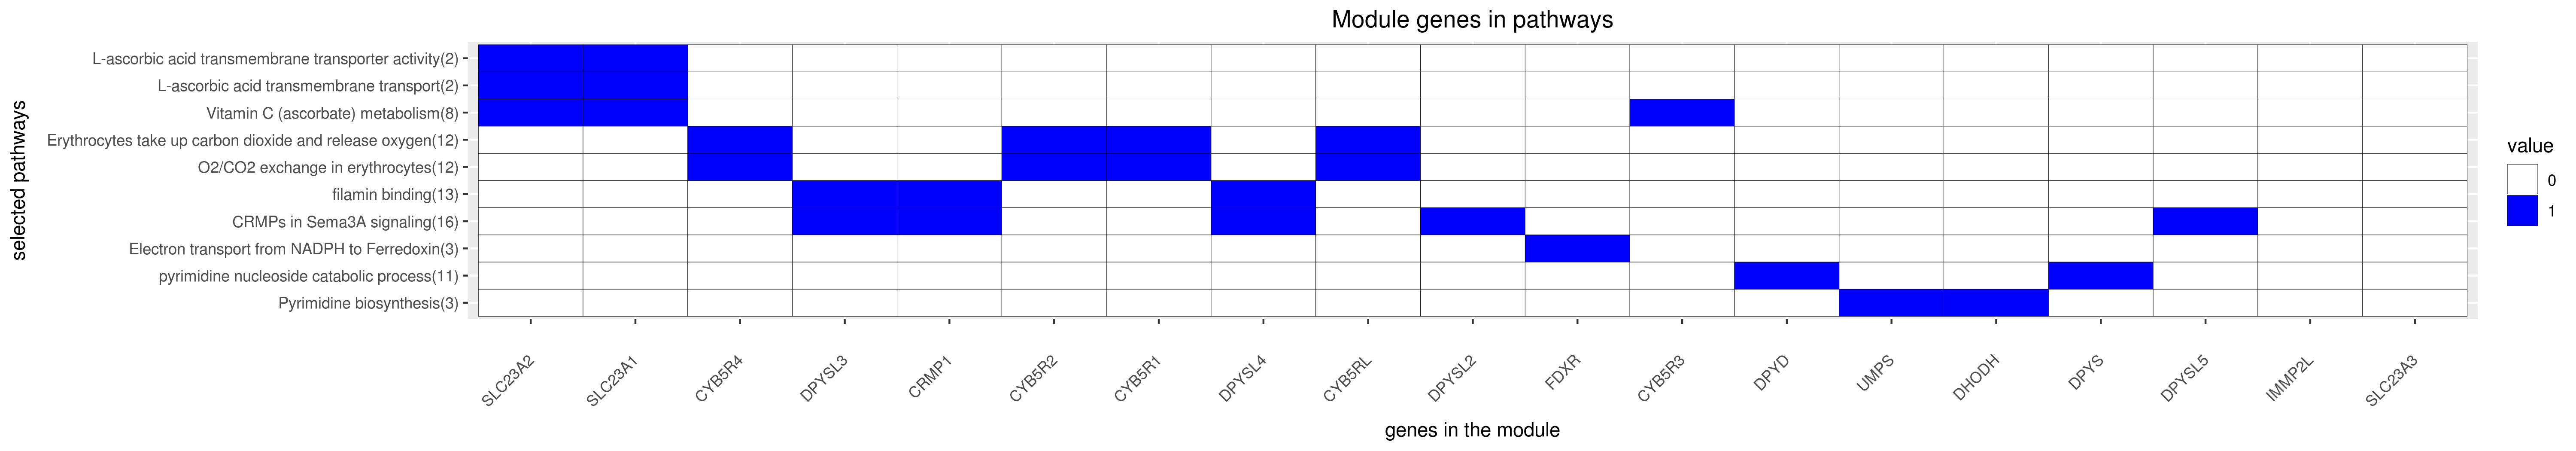 Module genes in pathways
selected pathways
L-ascorbic acid transmembrane transporter activity(2)
L-ascorbic acid transmembrane transport(2)
Vitamin C (ascorbate) metabolism(8)
Erythrocytes take up carbon dioxide and release oxygen(12)
O2/CO2 exchange in erythrocytes(12)
filamin binding(13)
CRMPs in Sema3A signaling(16)
Electron transport from NADPH to Ferredoxin(3)
pyrimidine nucleoside catabolic process(11)
Pyrimidine biosynthesis(3)
value
0
1
SLC23A2 SLC23A1 CYB5R4 DPYSL3 CRMP1 CYB5R2 CYB5R1 DPYSL4 CYB5RL DPYSL2 FDXR CYB5R3 DPYD UMPS DHODH DPYS DPYSL5 IMMP2L SLC23A3
genes in the module